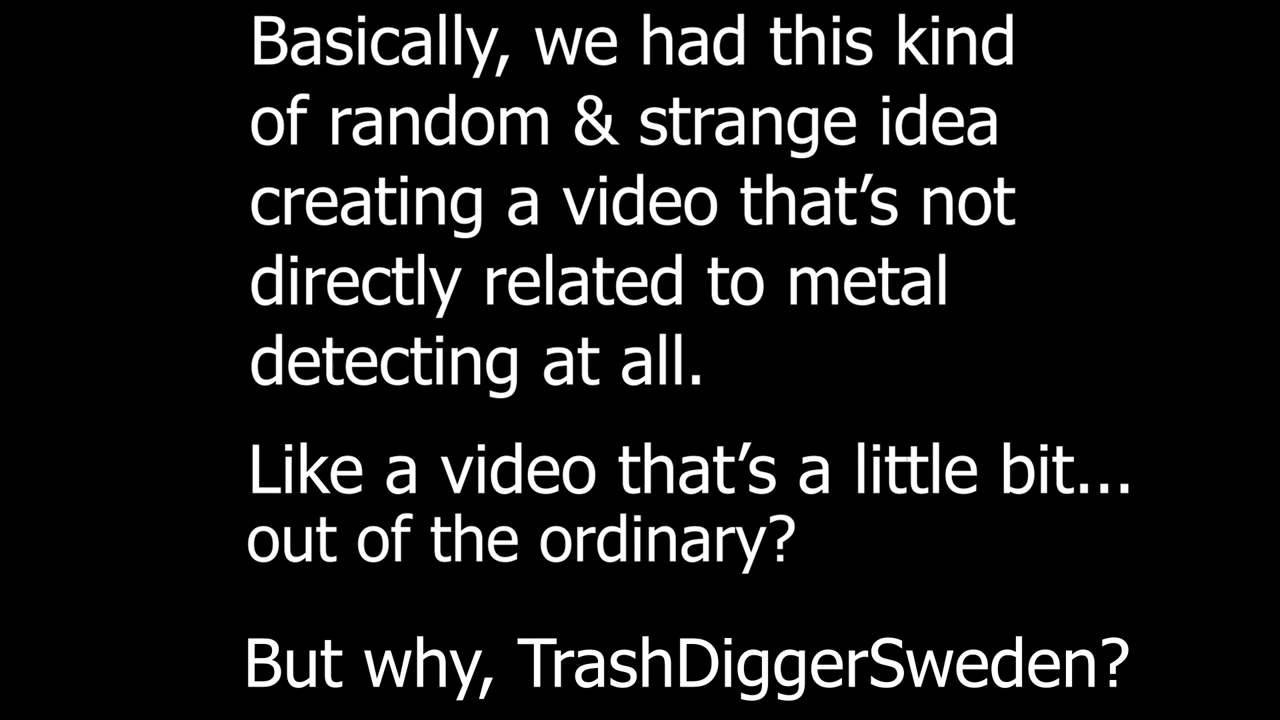 Basically, we had this kind
of random & strange idea
creating a video that’s not
directly related to metal
detecting at all.
Like a video that’s a little bit...
out of the ordinary?
But why, TrashDiggerSweden?